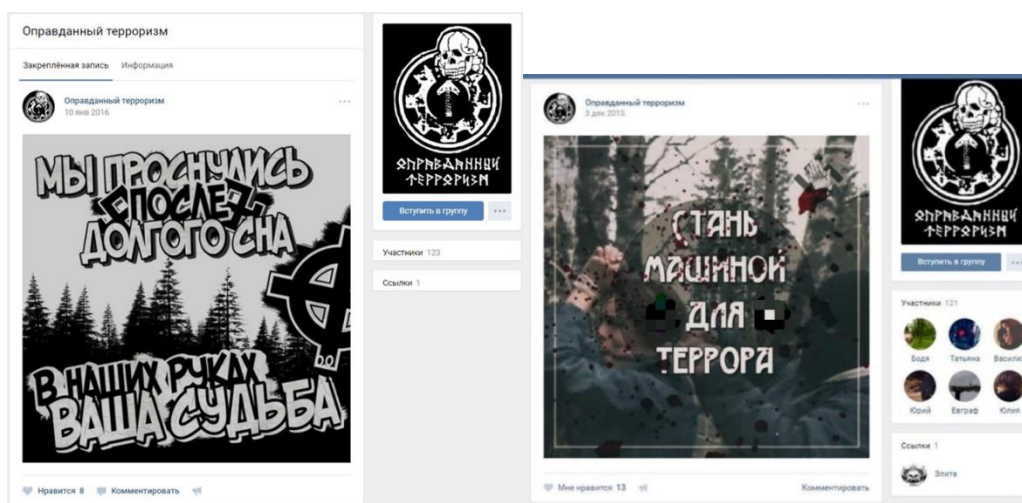 Оправданный терроризм
Закреплённая запись Информация
Оправданный терроризм
10 янв 2016
МЫ ПРОСНУЛИСЬ
ПОСЛЕ
ДОЛГОГО СНА
В НАШИХ РУКАХ
ВАША СУДЬБА
Нравится 8 Комментировать
ОПРАВДАННЫЙ
ТЕРРОРИЗМ
Вступить в группу
Участники 123
Ссылки 1
Оправданный терроризм
3 дек 2015
СТАНЬ
МАШИНОЙ
ДЛЯ
ТЕРРОРА
Мне нравится 13 Комментировать
ОПРАВДАННЫЙ
ТЕРРОРИЗМ
Вступить в группу
Участники 121
Бодя Татьяна Васили
Юрий Евграф Юлия
Ссылки 1
Элита